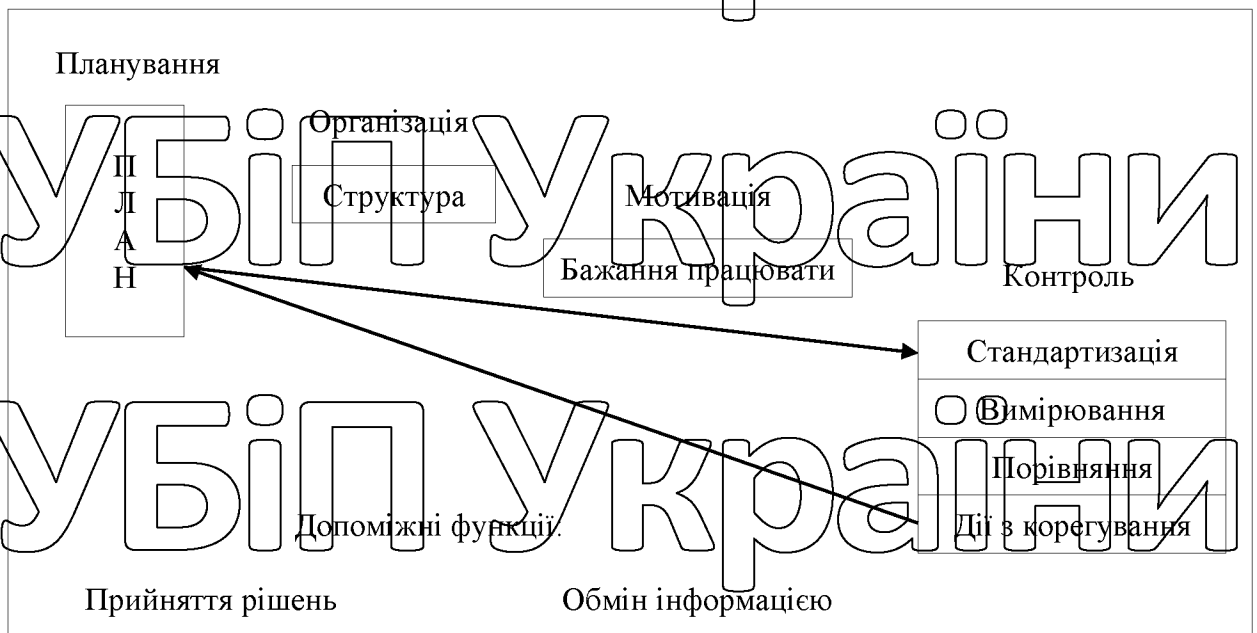 Планування
Організація
П
Л
А
Н
Структура
Мотивація
Бажання працювати
Контроль
Стандартизація
Вимірювання
Порівняння
Дії з корегування
Допоміжні функції:
Прийняття рішень
Обмін інформацією
УБіП України
УБіП України